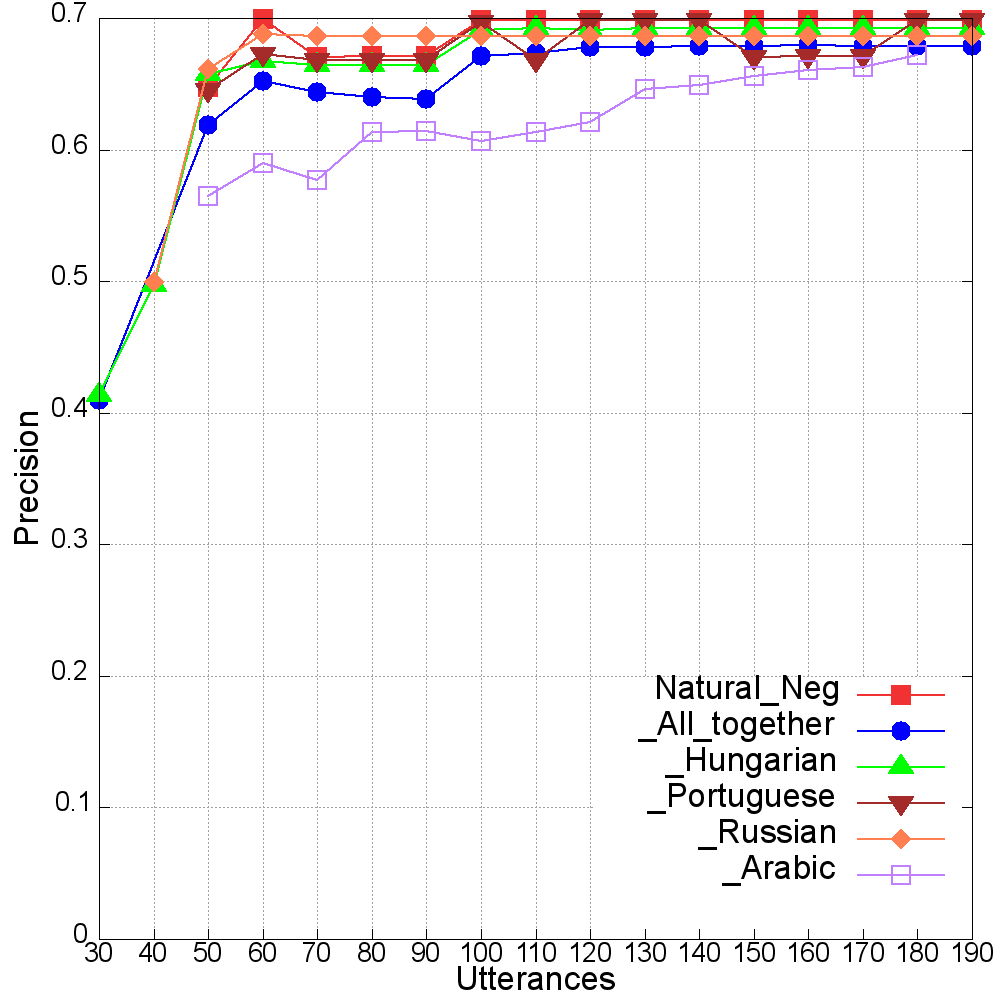 0.7
0.6
0.5
0.4
0.3
0.2
0.1
0
Precision
Natural_Neg
_All_together
_Hungarian
_Portuguese
_Russian
_Arabic
30 40 50 60 70 80 90 100 110 120 130 140 150 160 170 180 190
Utterances